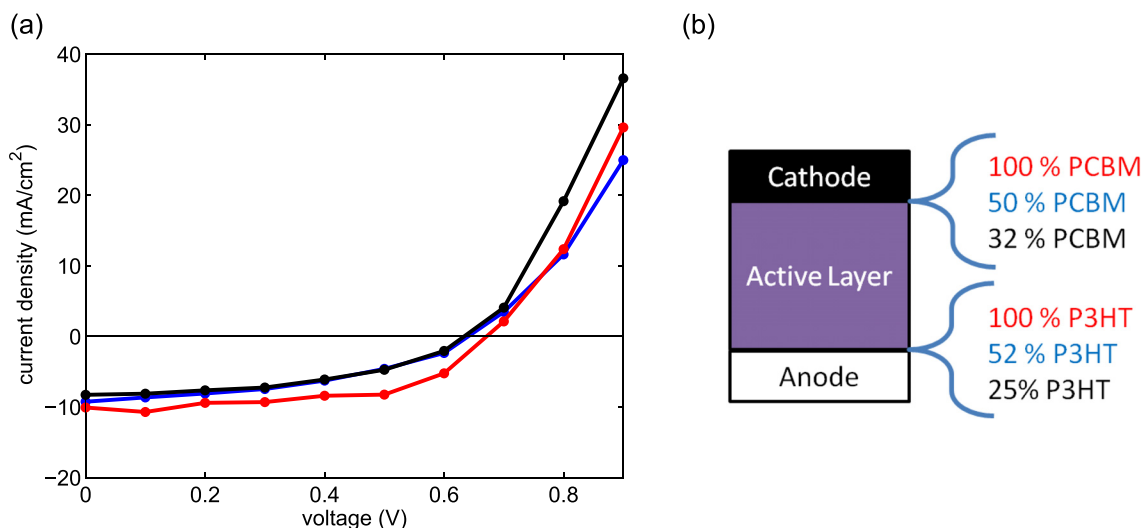 (a)
40
30
20
10
0
−10
−20
current density (mA/cm²)
0
0.2
0.4
0.6
0.8
voltage (V)
(b)
Cathode
Active Layer
Anode
100 % PCBM
50 % PCBM
32 % PCBM
100 % P3HT
52 % P3HT
25% P3HT